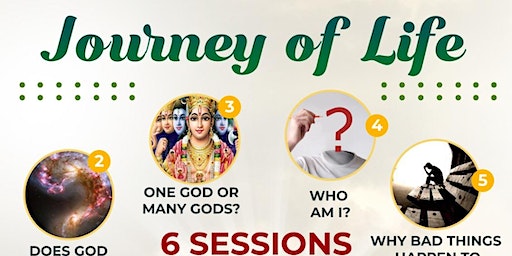 Journey of Life
2
DOES GOD
3
ONE GOD OR
MANY GODS?
?
4
WHO
AM I?
5
WHY BAD THINGS
HAPPEN TO
6 SESSIONS